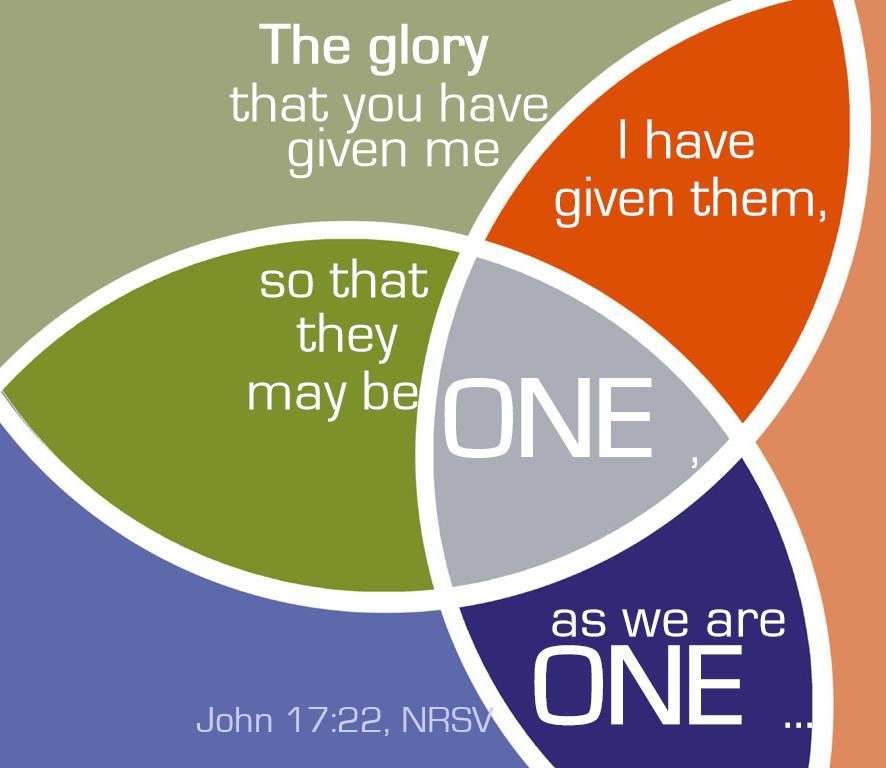 The glory
that you have
given me
I have
given them,
so that
they
may be
ONE ,
as we are
ONE ...
John 17:22, NRSV